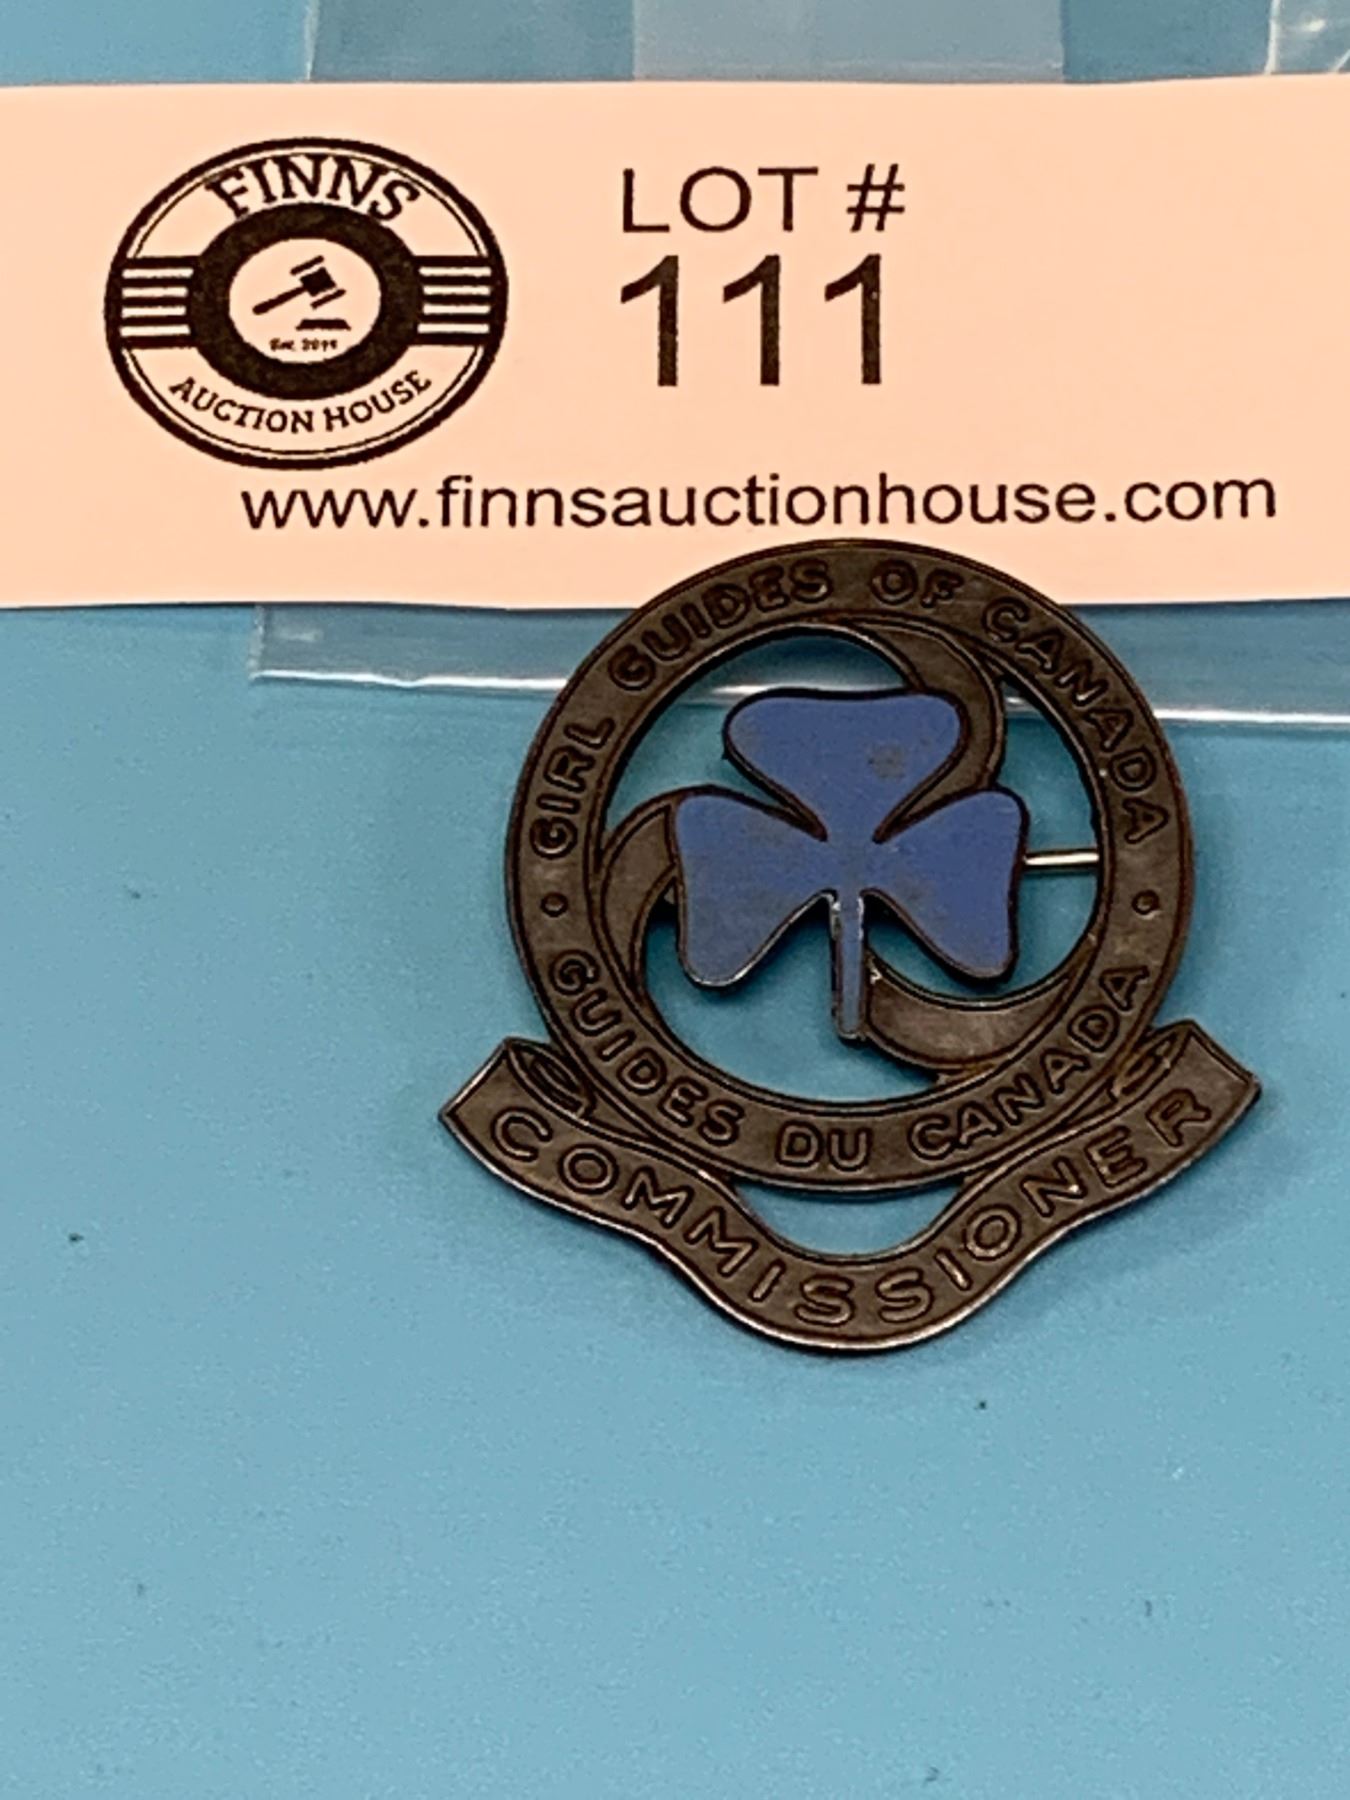 FINNS
Est. 2019
AUCTION HOUSE
LOT #
111
www.finnsauctionhouse.com
• GIRL GUIDES OF CANADA •
GUIDES DU CANADA
COMMISSIONER